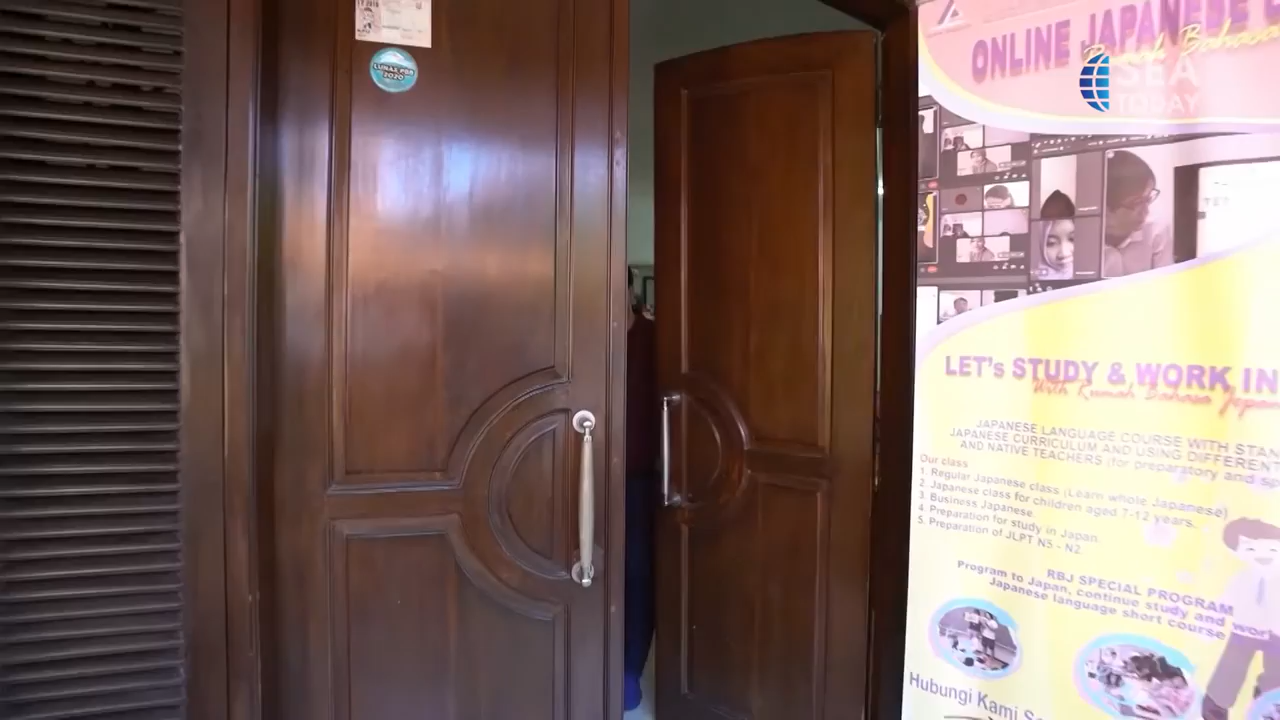 LUNAS PBB
2020
ONLINE JAPANESE
Rumah Bahasa
SEA
TODAY
LET's STUDY & WORK IN
With Rumah Bahasa Jepan
JAPANESE LANGUAGE COURSE WITH STAN
JAPANESE CURRICULUM AND USING DIFFERENT
AND NATIVE TEACHERS (for preparatory and sp
Our class
1. Regular Japanese class (Learn whole Japanese)
2. Japanese class for children aged 7-12 years.
3. Business Japanese
4. Preparation for study in Japan
5. Preparation of JLPT N5 - N2
RBJ SPECIAL PROGRAM
Program to Japan, continue study and work
Japanese language short course
Hubungi Kami Se